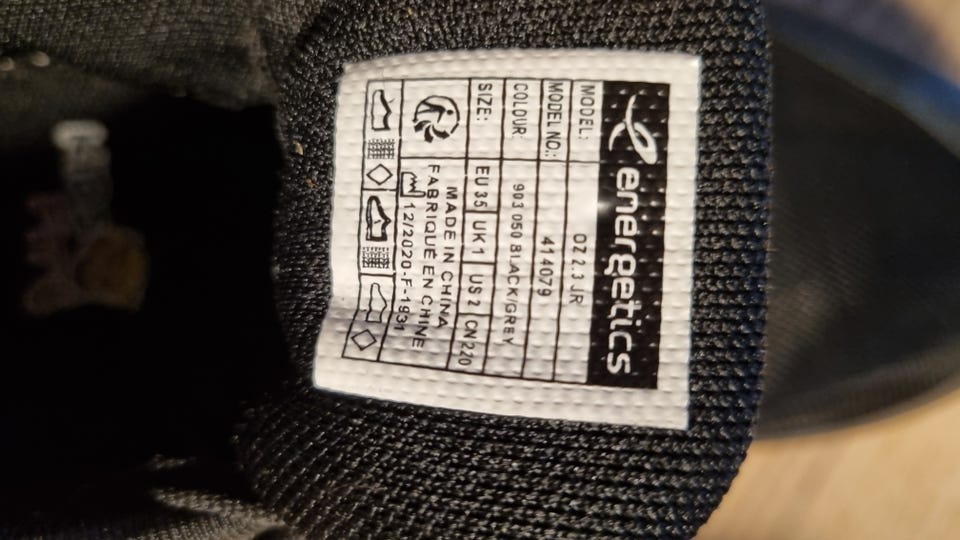 energetics
MODEL: OZ 2.3 JR
MODEL NO.: 414079
COLOUR: 903 050 BLACK/GREY
SIZE: EU 35 UK 1 US 2 CN 220
MADE IN CHINA
FABRIQUÉ EN CHINE
12/2020-F-1931